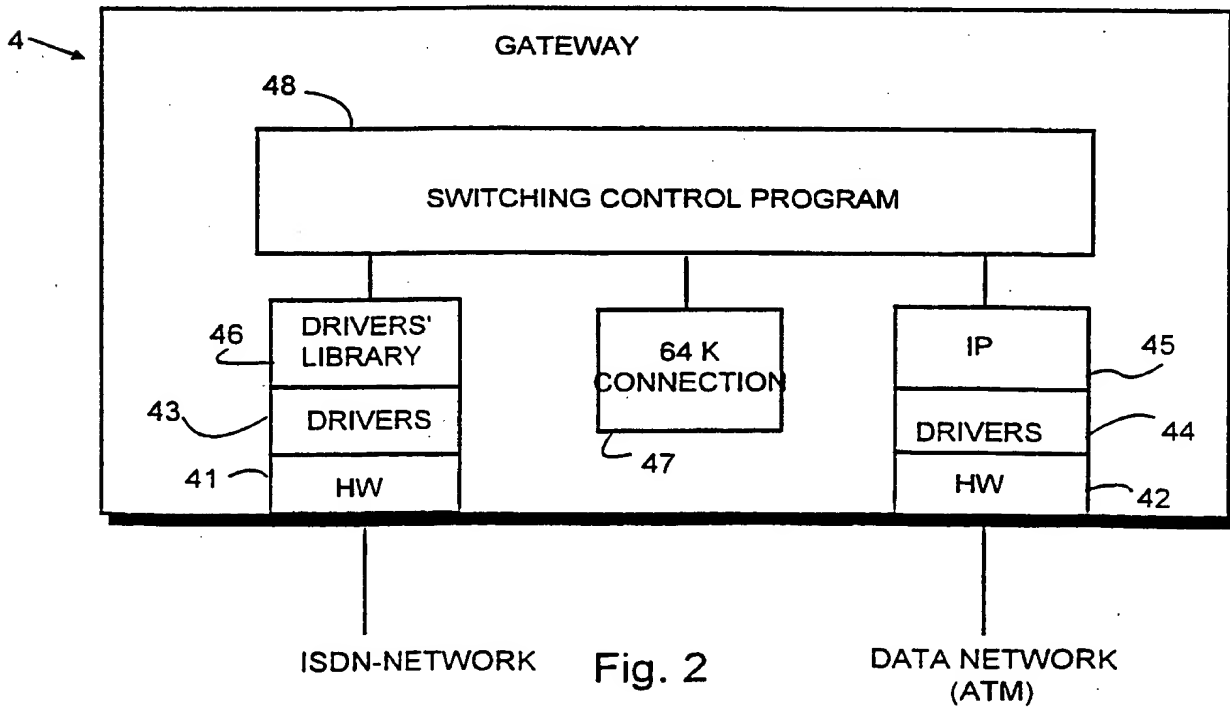 4
GATEWAY
48
SWITCHING CONTROL PROGRAM
46
DRIVERS'
LIBRARY
64 K
CONNECTION
IP
45
43
DRIVERS
47
DRIVERS
44
41
HW
HW
42
ISDN-NETWORK
Fig. 2
DATA NETWORK
(ATM)